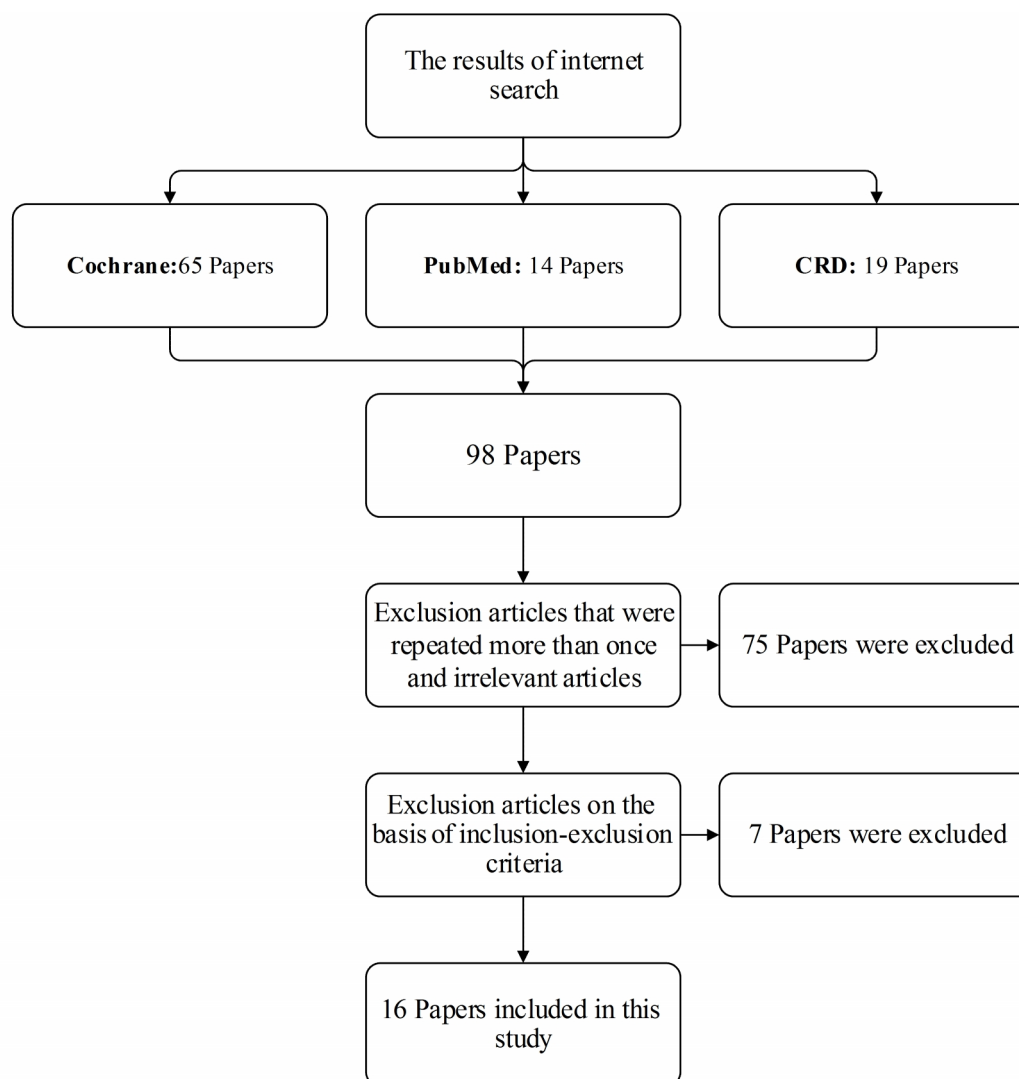 The results of internet
search
Cochrane:65 Papers
PubMed: 14 Papers
CRD: 19 Papers
98 Papers
Exclusion articles that were
repeated more than once
and irrelevant articles
75 Papers were excluded
Exclusion articles on the
basis of inclusion-exclusion
criteria
7 Papers were excluded
16 Papers included in this
study